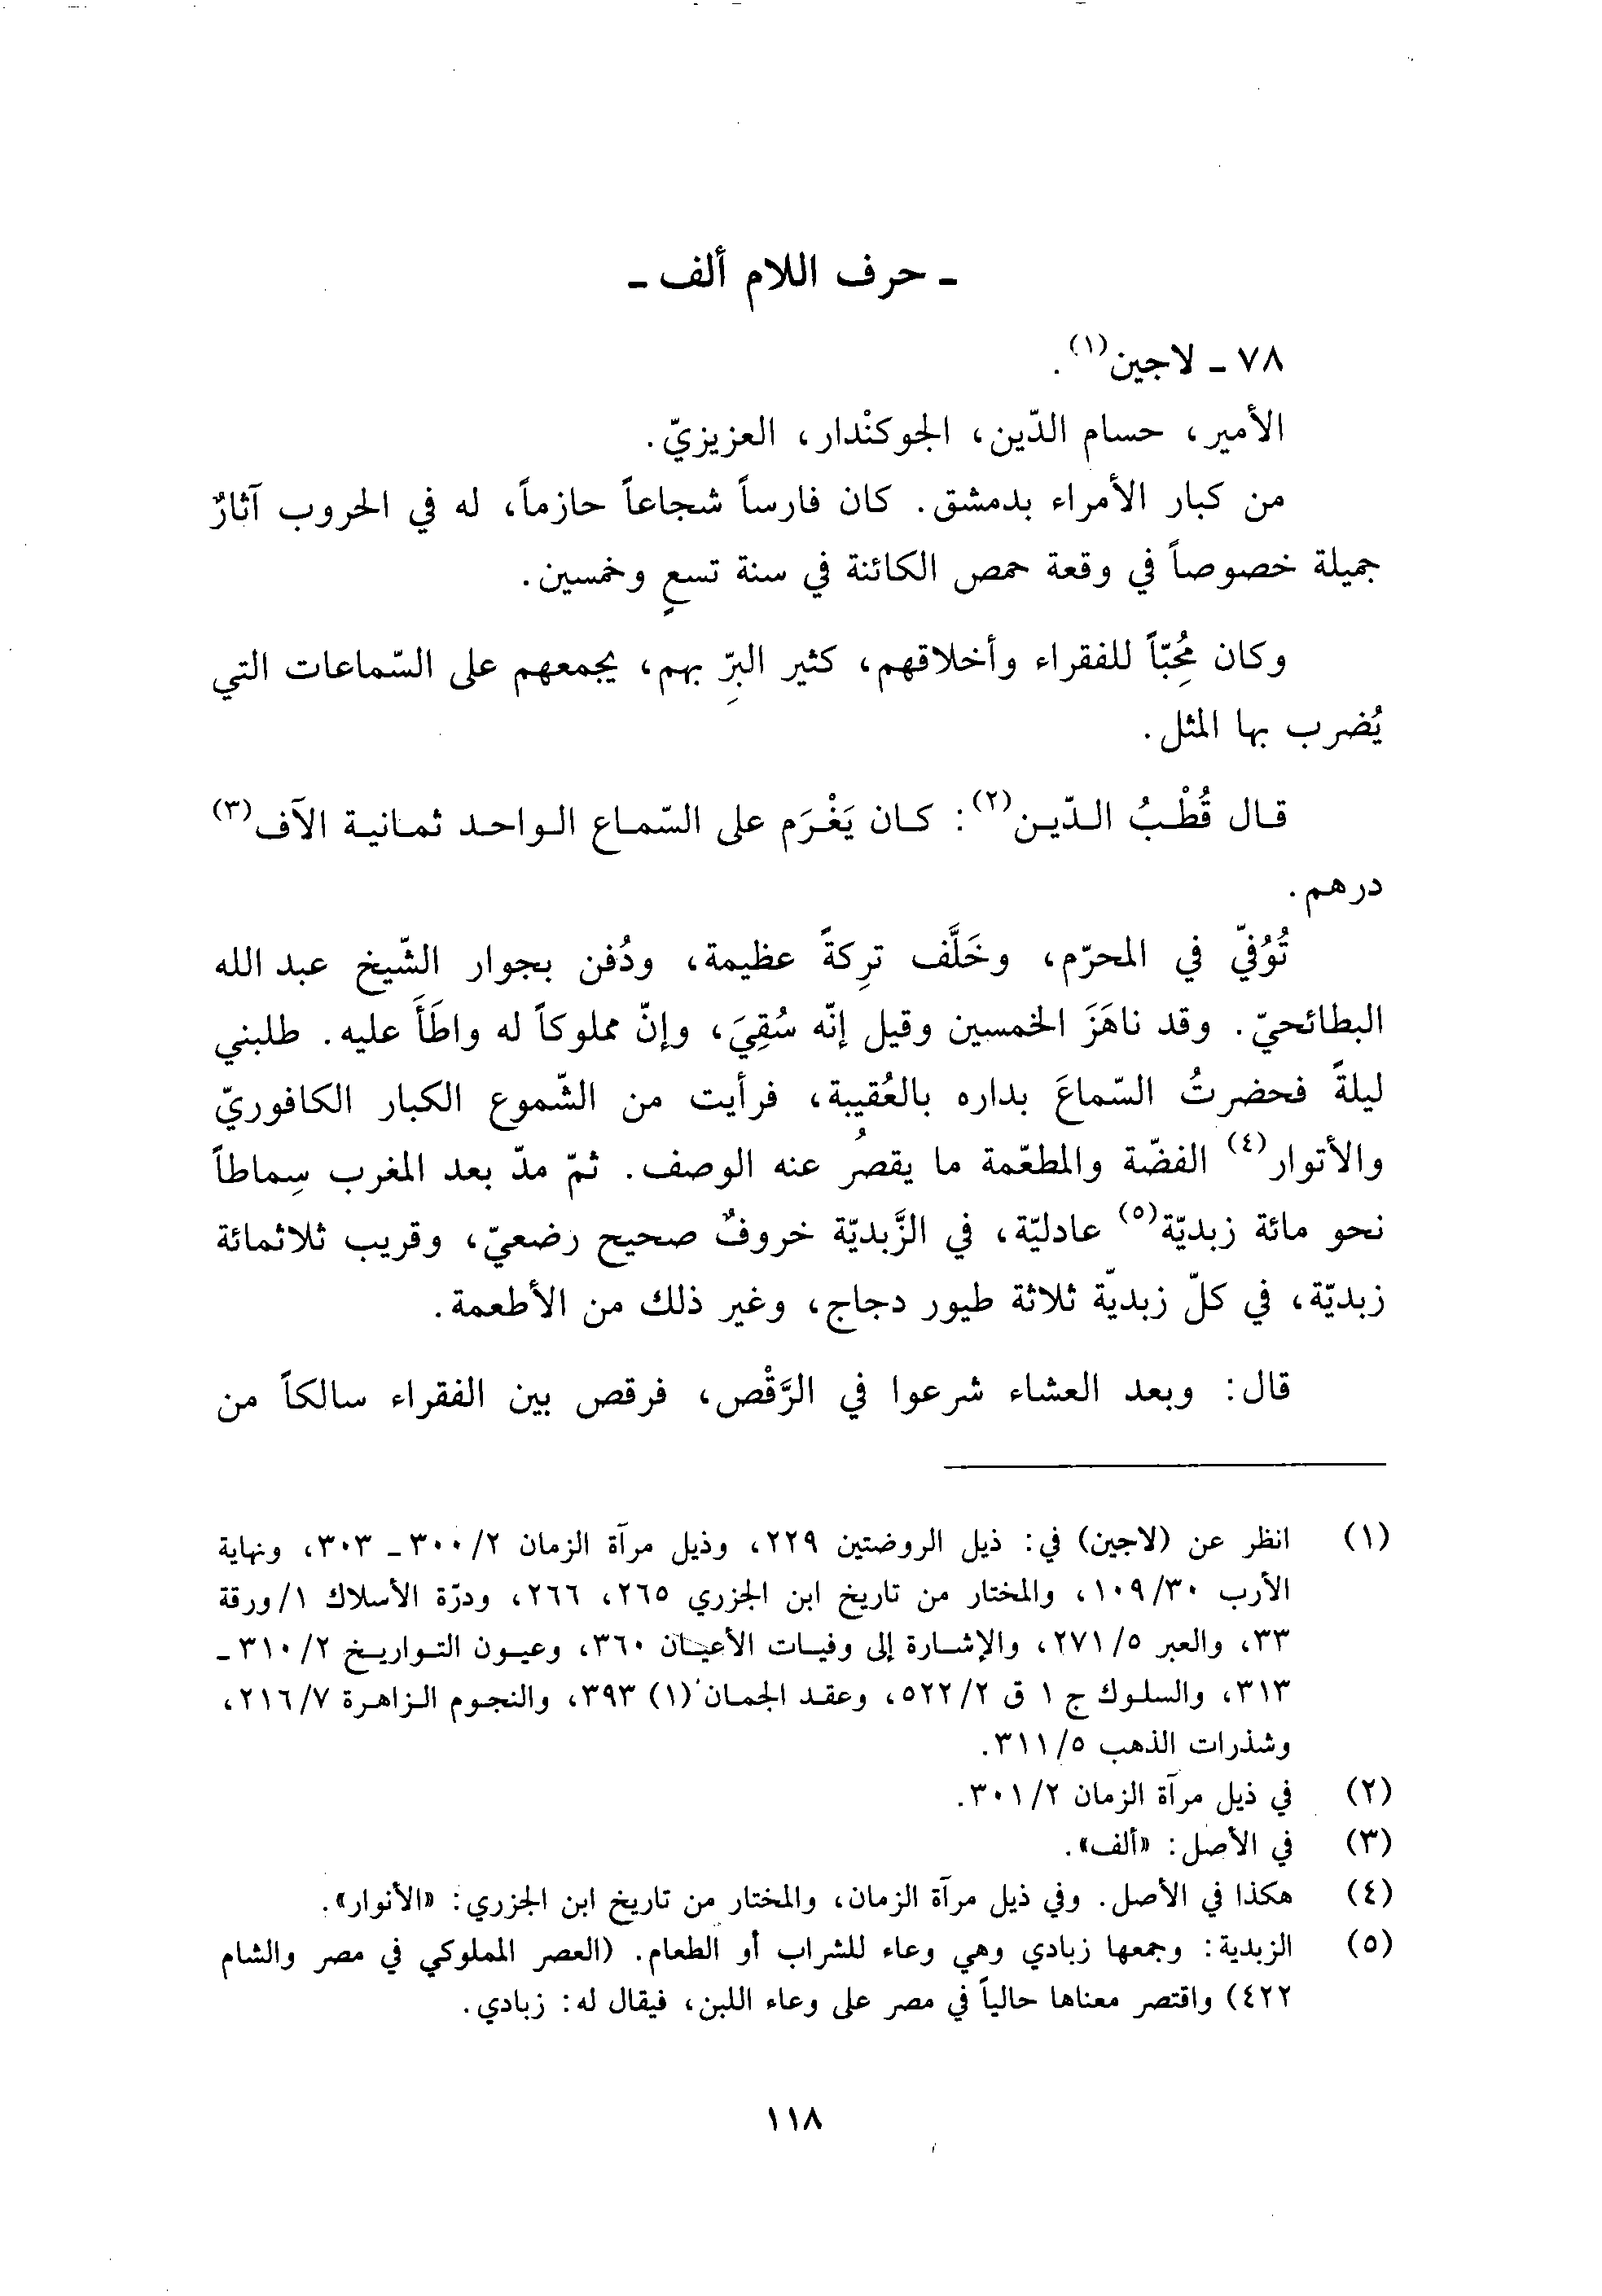 ـ حرف اللام ألف ـ
٧٨ ـ لاجين(١).
الأمير، حسام الدّين، الجوكنْدار، العزيزيّ.
من كبار الأمراء بدمشق. كان فارساً شجاعاً حازماً، له في الحروب آثارٌ
جميلة خصوصاً في وقعة حمص الكائنة في سنة تسعٍ وخمسين.
وكان مُحِبّاً للفقراء وأخلاقهم، كثير البِرّ بهم، يجمعهم على السّماعات التي
يُضرب بها المثل.
قال قُطْبُ الدّين(٢): كان يَغْرَم على السّماع الواحد ثمانية الآف(٣)
درهم.
تُوُفيّ في المحرّم، وخَلَّف تركِةً عظيمة، ودُفن بجوار الشّيخ عبد الله
البطائحيّ. وقد ناهَزَ الخمسين وقيل إنّه سُقِيَ، وإنّ مملوكاً له واطَأَ عليه. طلبني
ليلةً فحضرتُ السّماعَ بداره بالعُقيبة، فرأيت من الشّموع الكبار الكافوريّ
والأتوار(٤) الفضّة والمطعّمة ما يقصُر عنه الوصف. ثمّ مدّ بعد المغرب سِماطاً
نحو مائة زبديّة(٥) عادليّة، في الزَّبديّة خروفٌ صحيح رضعيّ، وقريب ثلاثمائة
زبديّة، في كلّ زبديّة ثلاثة طيور دجاج، وغير ذلك من الأطعمة.
قال: وبعد العشاء شرعوا في الرَّقْص، فرقص بين الفقراء سالكاً من
(١) انظر عن (لاجين) في: ذيل الروضتين ٢٢٩، وذيل مرآة الزمان ٣٠٠/٢ ـ ٣٠٣، ونهاية
الأرب ١٠٩/٣٠، والمختار من تاريخ ابن الجزري ٢٦٥، ٢٦٦، ودرّة الأسلاك ١/ورقة
٣٣، والعبر ٢٧١/٥، والإشارة إلى وفيات الأعيان ٣٦٠، وعيون التواريخ ٣١٠/٢ ـ
٣١٣، والسلوك ج ١ ق ٥٢٢/٢، وعقد الجمان (١) ٣٩٣، والنجوم الزاهرة ٢١٦/٧،
وشذرات الذهب ٣١١/٥.
(٢) في ذيل مرآة الزمان ٣٠١/٢.
(٣) في الأصل: «ألف».
(٤) هكذا في الأصل. وفي ذيل مرآة الزمان، والمختار من تاريخ ابن الجزري: «الأنوار».
(٥) الزبدية: وجمعها زبادي وهي وعاء للشراب أو الطعام. (العصر المملوكي في مصر والشام
٤٢٢) واقتصر معناها حالياً في مصر على وعاء اللبن، فيقال له: زبادي.
١١٨